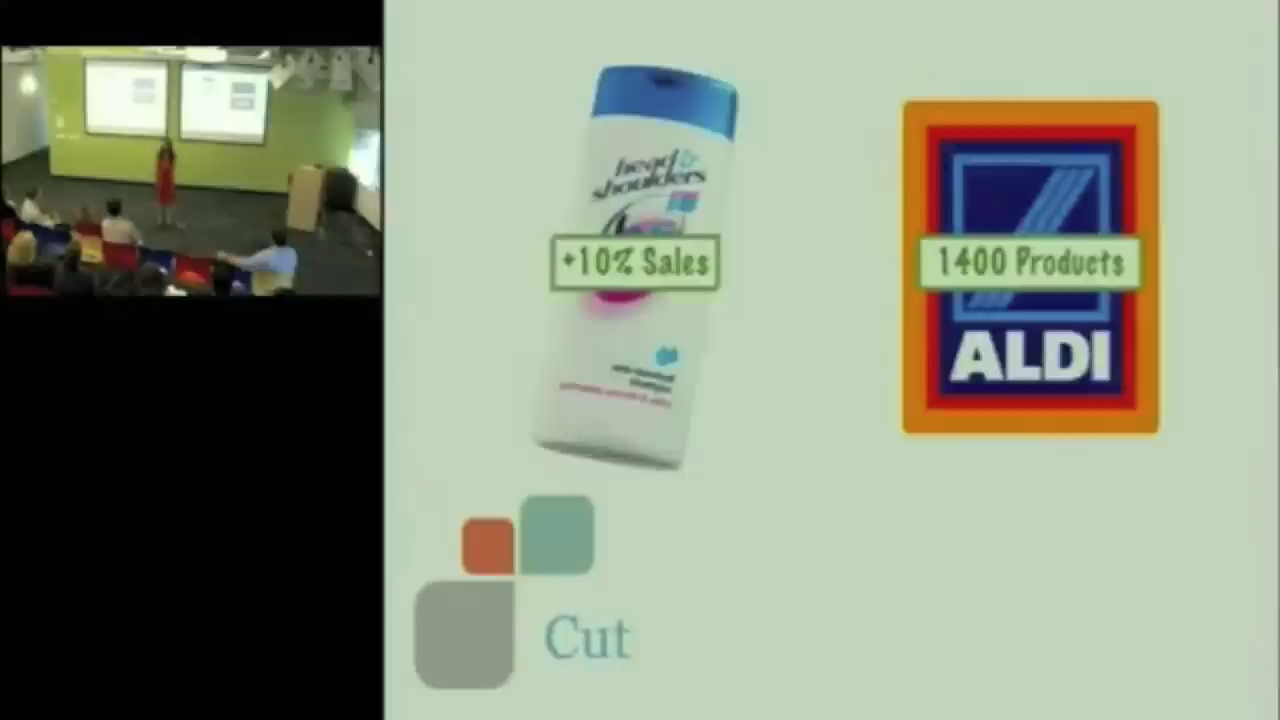 head &
shoulders
+10% Sales
1400 Products
ALDI
Cut